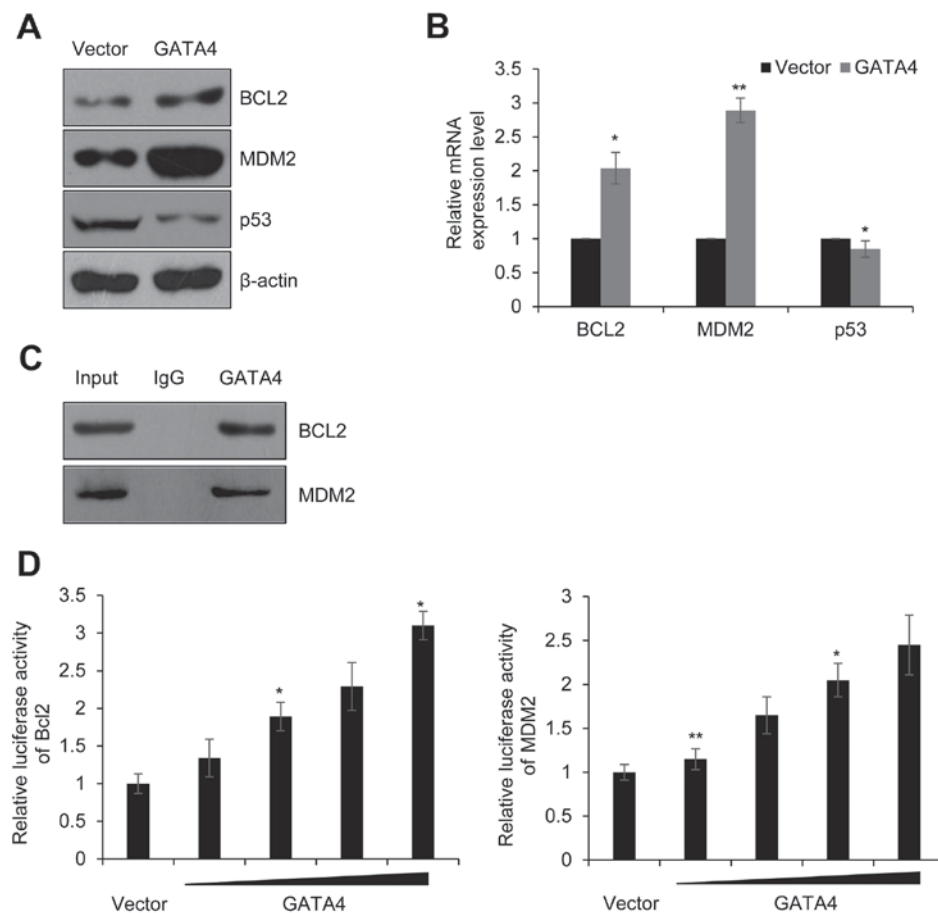 A
Vector GATA4
BCL2
MDM2
p53
β-actin
B
Vector GATA4
Relative mRNA
expression level
3.5
3
2.5
2
1.5
1
0.5
0
*
**
*
BCL2 MDM2 p53
C
Input IgG GATA4
BCL2
MDM2
D
Relative luciferase activity
of Bcl2
3.5
3
2.5
2
1.5
1
0.5
0
*
*
Vector GATA4
Relative luciferase activity
of MDM2
3
2.5
2
1.5
1
0.5
0
**
*
Vector GATA4